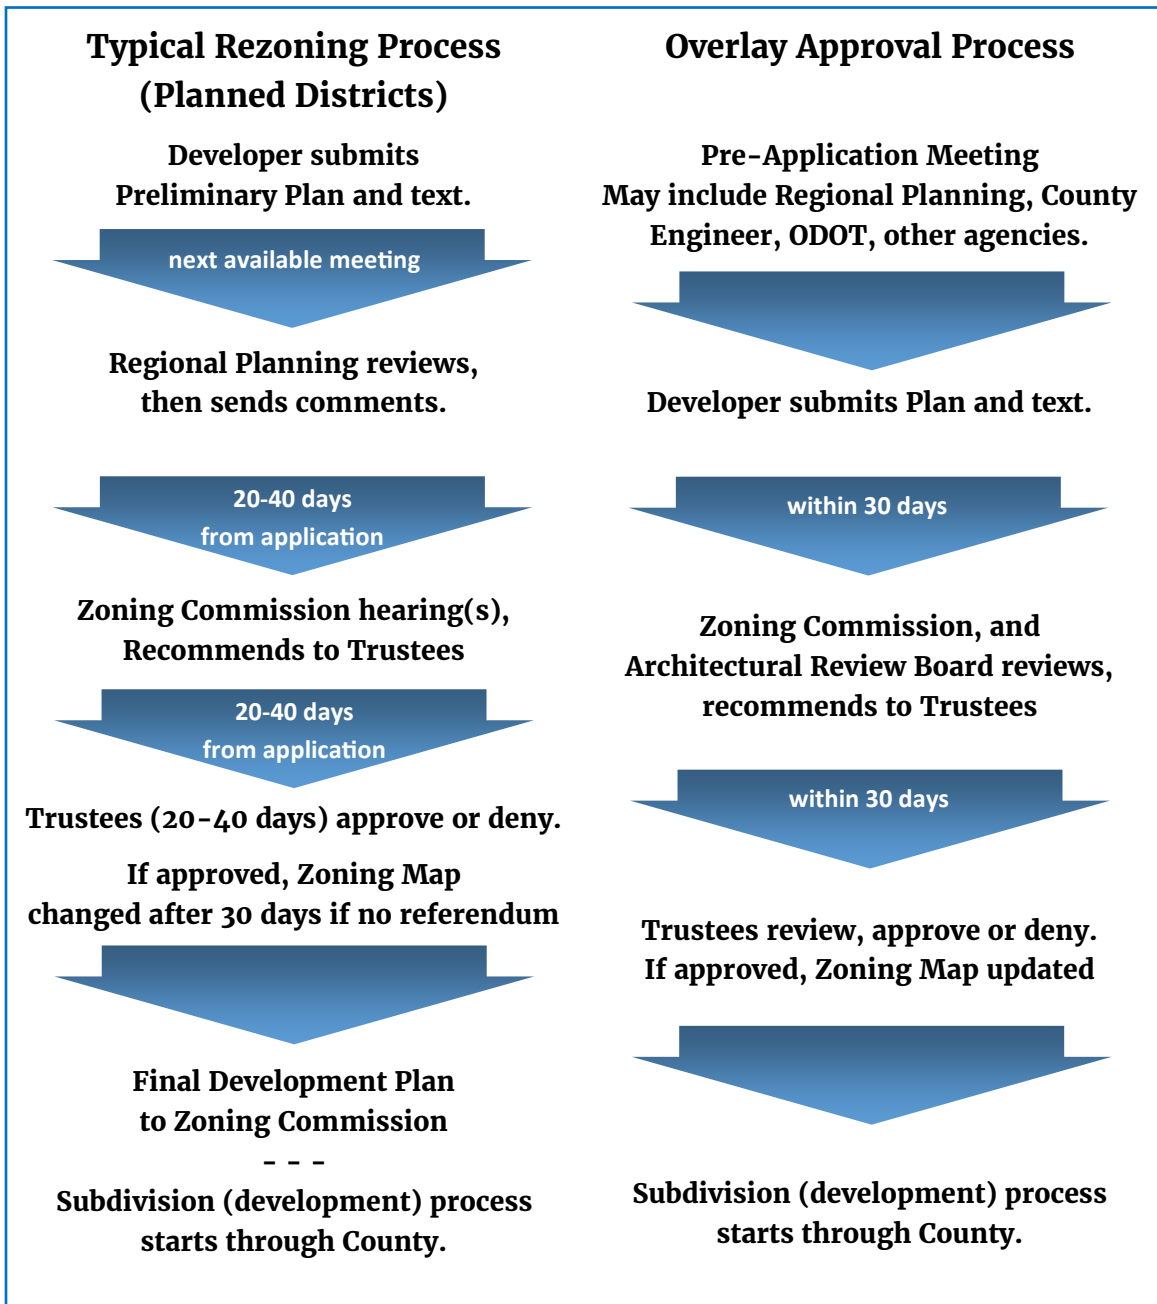 Typical Rezoning Process
(Planned Districts)
Developer submits
Preliminary Plan and text.
next available meeting
Regional Planning reviews,
then sends comments.
20-40 days
from application
Zoning Commission hearing(s),
Recommends to Trustees
20-40 days
from application
Trustees (20-40 days) approve or deny.
If approved, Zoning Map
changed after 30 days if no referendum
Final Development Plan
to Zoning Commission
- - -
Subdivision (development) process
starts through County.
Overlay Approval Process
Pre-Application Meeting
May include Regional Planning, County
Engineer, ODOT, other agencies.
Developer submits Plan and text.
within 30 days
Zoning Commission, and
Architectural Review Board reviews,
recommends to Trustees
within 30 days
Trustees review, approve or deny.
If approved, Zoning Map updated
Subdivision (development) process
starts through County.